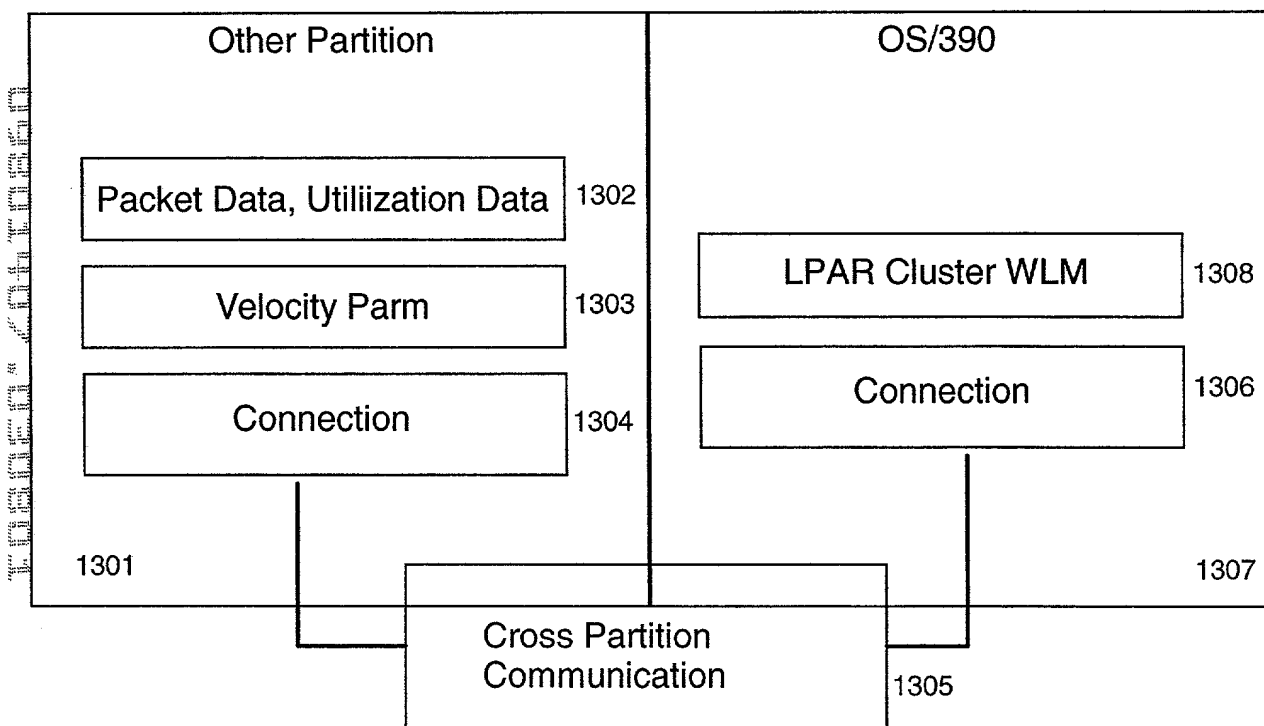 Other Partition
OS/390
Packet Data, Utiliization Data
1302
Velocity Parm
1303
Connection
1304
LPAR Cluster WLM
1308
Connection
1306
1301
1307
Cross Partition
Communication
1305